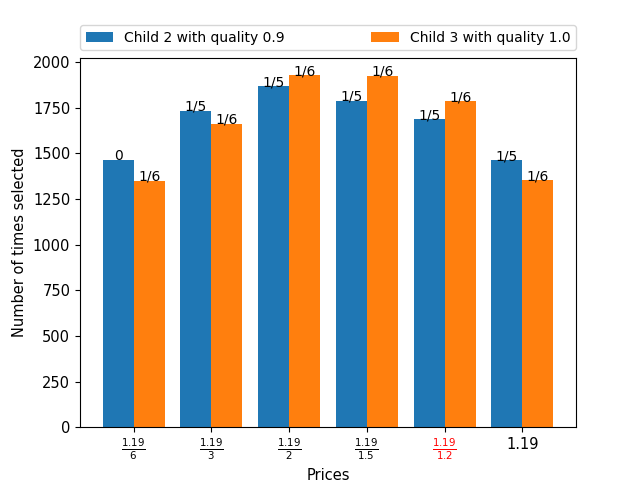 Child 2 with quality 0.9 Child 3 with quality 1.0
2000
1750
1500
1250
1000
750
500
250
0
Number of times selected
0 1/6 1/5 1/6 1/5 1/6 1/5 1/6 1/5 1/6 1/5 1/6
1.19/6 1.19/3 1.19/2 1.19/1.5 1.19/1.2 1.19
Prices